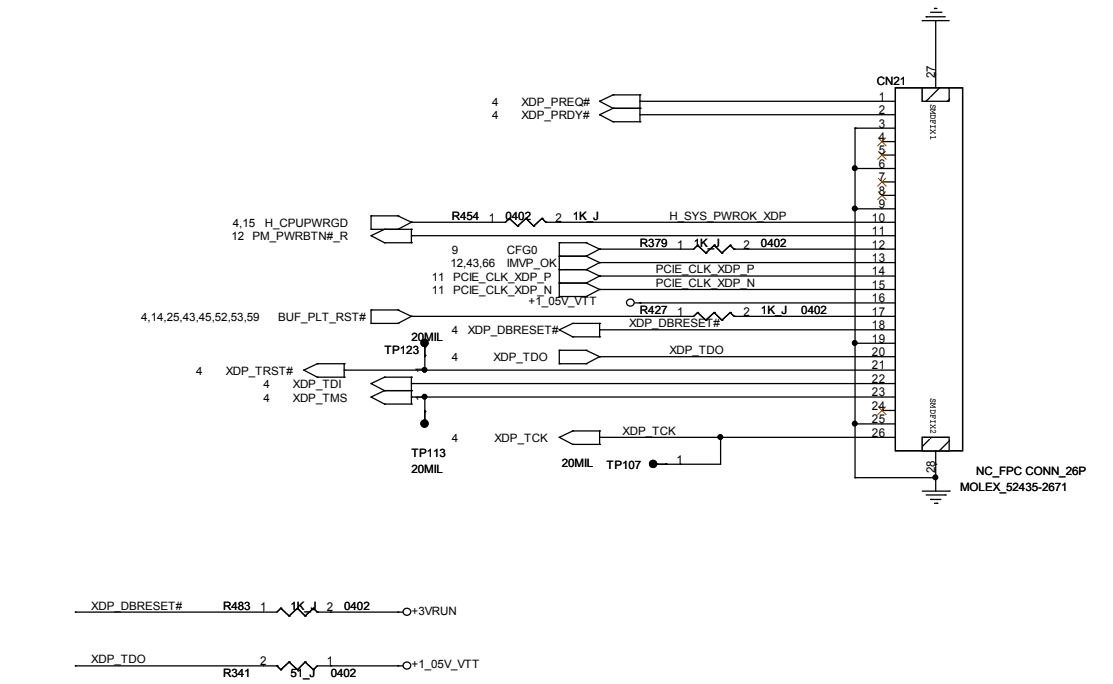 27
CN21
4 XDP_PREQ# 1
4 XDP_PRDY# 2
SMDPIX1
3
4
5
6
7
8
9
4,15 H_CPUPWRGD R454 1 0402 2 1K_J H_SYS_PWROK_XDP 10
12 PM_PWRBTN#_R 11
9 CFG0 R379 1 1K_J 2 0402 12
12,43,66 IMVP_OK 13
11 PCIE_CLK_XDP_P PCIE_CLK_XDP_P 14
11 PCIE_CLK_XDP_N PCIE_CLK_XDP_N 15
+1_05V_VTT 16
4,14,25,43,45,52,53,59 BUF_PLT_RST# R427 1 2 1K_J 0402 17
4 XDP_DBRESET# XDP_DBRESET# 18
20MIL
TP123
19
4 XDP_TDO XDP_TDO 20
4 XDP_TRST# 21
4 XDP_TDI 22
4 XDP_TMS 23
SMDPIX2
24
25
4 XDP_TCK XDP_TCK 26
TP113
20MIL
20MIL TP107 1
28
NC_FPC CONN_26P
MOLEX_52435-2671
XDP_DBRESET# R483 1 1K_J 2 0402 +3VRUN
XDP_TDO 2 1 +1_05V_VTT
R341 51_J 0402